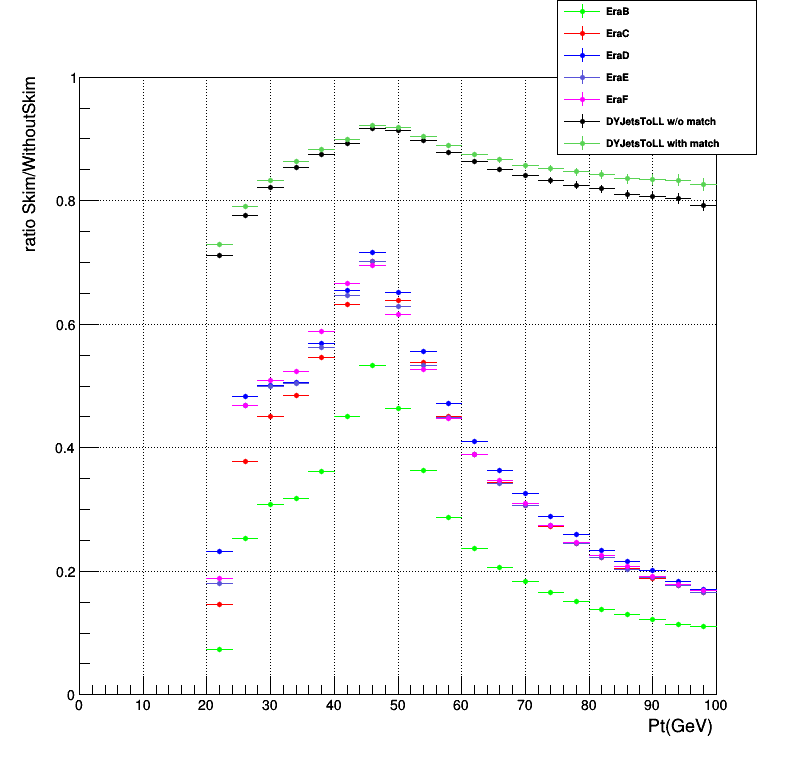 EraB
EraC
EraD
EraE
EraF
DYJetsToLL w/o match
DYJetsToLL with match
ratio Skim/WithoutSkim
1
0.8
0.6
0.4
0.2
0
0 10 20 30 40 50 60 70 80 90 100
Pt(GeV)